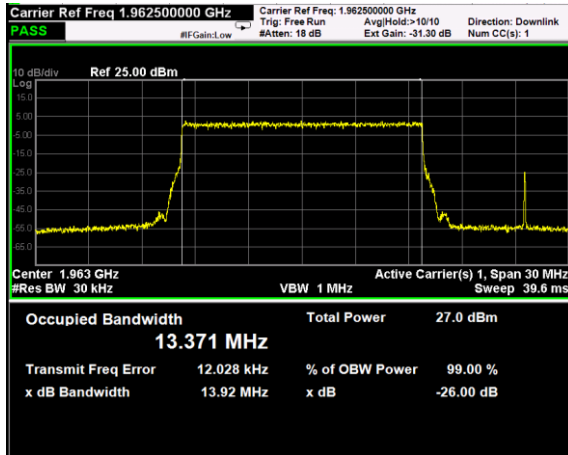 Carrier Ref Freq 1.962500000 GHz
Carrier Ref Freq: 1.962500000 GHz
PASS
#IFGain:Low
Trig: Free Run
#Atten: 18 dB
Avg|Hold:>10/10
Ext Gain: -31.30 dB
Direction: Downlink
Num CC(s): 1
10 dB/div Ref 25.00 dBm
Log
15.0
5.00
-5.00
-15.0
-25.0
-35.0
-45.0
-55.0
-65.0
Center 1.963 GHz
Active Carrier(s) 1, Span 30 MHz
#Res BW 30 kHz VBW 1 MHz Sweep 39.6 ms
Occupied Bandwidth Total Power 27.0 dBm
13.371 MHz
Transmit Freq Error 12.028 kHz % of OBW Power 99.00 %
x dB Bandwidth 13.92 MHz x dB -26.00 dB